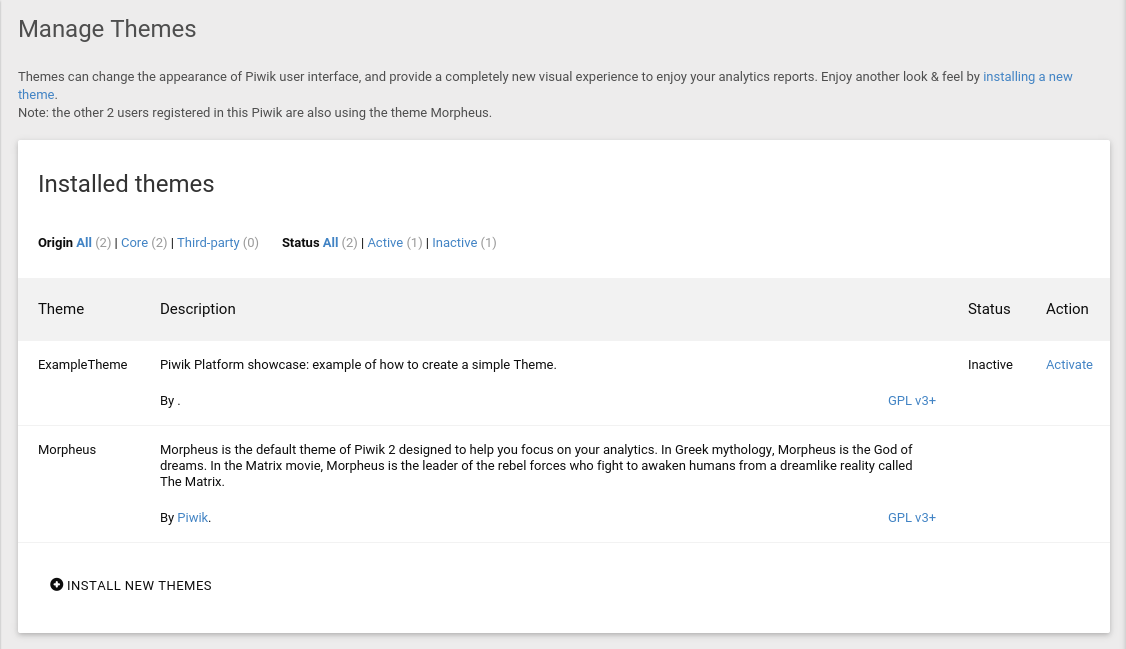 Manage Themes
Themes can change the appearance of Piwik user interface, and provide a completely new visual experience to enjoy your analytics reports. Enjoy another look & feel by installing a new
theme.
Note: the other 2 users registered in this Piwik are also using the theme Morpheus.
Installed themes
Origin All (2) | Core (2) | Third-party (0) Status All (2) | Active (1) | Inactive (1)
Theme Description Status Action
ExampleTheme Piwik Platform showcase: example of how to create a simple Theme. Inactive Activate
By . GPL v3+
Morpheus Morpheus is the default theme of Piwik 2 designed to help you focus on your analytics. In Greek mythology, Morpheus is the God of
dreams. In the Matrix movie, Morpheus is the leader of the rebel forces who fight to awaken humans from a dreamlike reality called
The Matrix.
By Piwik. GPL v3+
INSTALL NEW THEMES